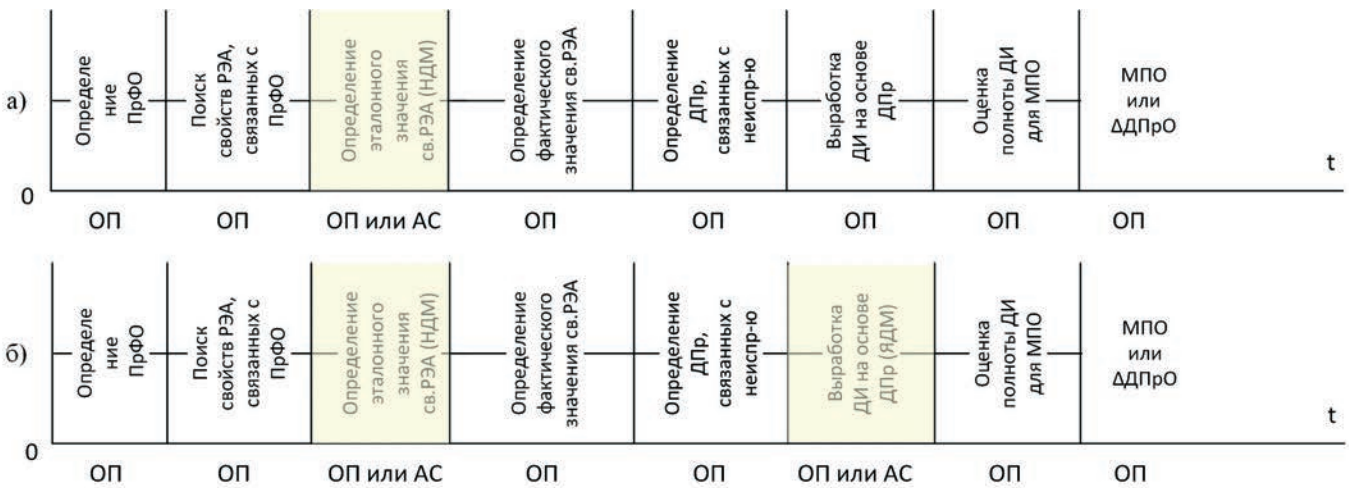 а)
Определе
ние
ПрФО
Поиск
свойств РЭА,
связанных с
ПрФО
Определение
эталонного
значения
св.РЭА (НДМ)
Определение
фактического
значения св.РЭА
Определение
ДПр,
связанных с
неиспр-ю
Выработка
ДИ на основе
ДПр
Оценка
полноты ДИ
для МПО
МПО
или
ΔДПрО
t
0
ОП
ОП
ОП или АС
ОП
ОП
ОП
ОП
ОП
б)
Определе
ние
ПрФО
Поиск
свойств РЭА,
связанных с
ПрФО
Определение
эталонного
значения
св.РЭА (НДМ)
Определение
фактического
значения св.РЭА
Определение
ДПр,
связанных с
неиспр-ю
Выработка
ДИ на основе
ДПр (ЯДМ)
Оценка
полноты ДИ
для МПО
МПО
или
ΔДПрО
t
0
ОП
ОП
ОП или АС
ОП
ОП
ОП или АС
ОП
ОП